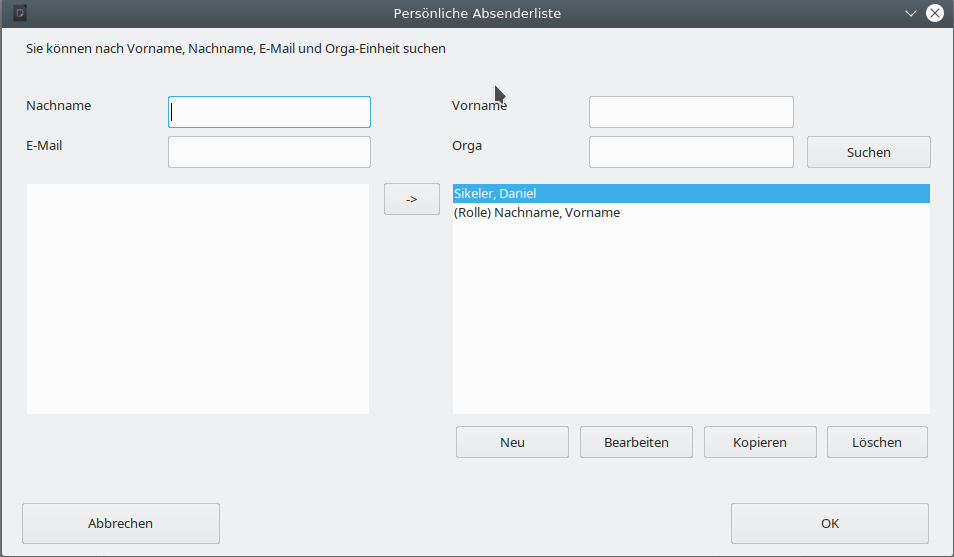 Persönliche Absenderliste
Sie können nach Vorname, Nachname, E-Mail und Orga-Einheit suchen
Nachname
Vorname
E-Mail
Orga
Suchen
->
Sikeler, Daniel
(Rolle) Nachname, Vorname
Neu
Bearbeiten
Kopieren
Löschen
Abbrechen
OK